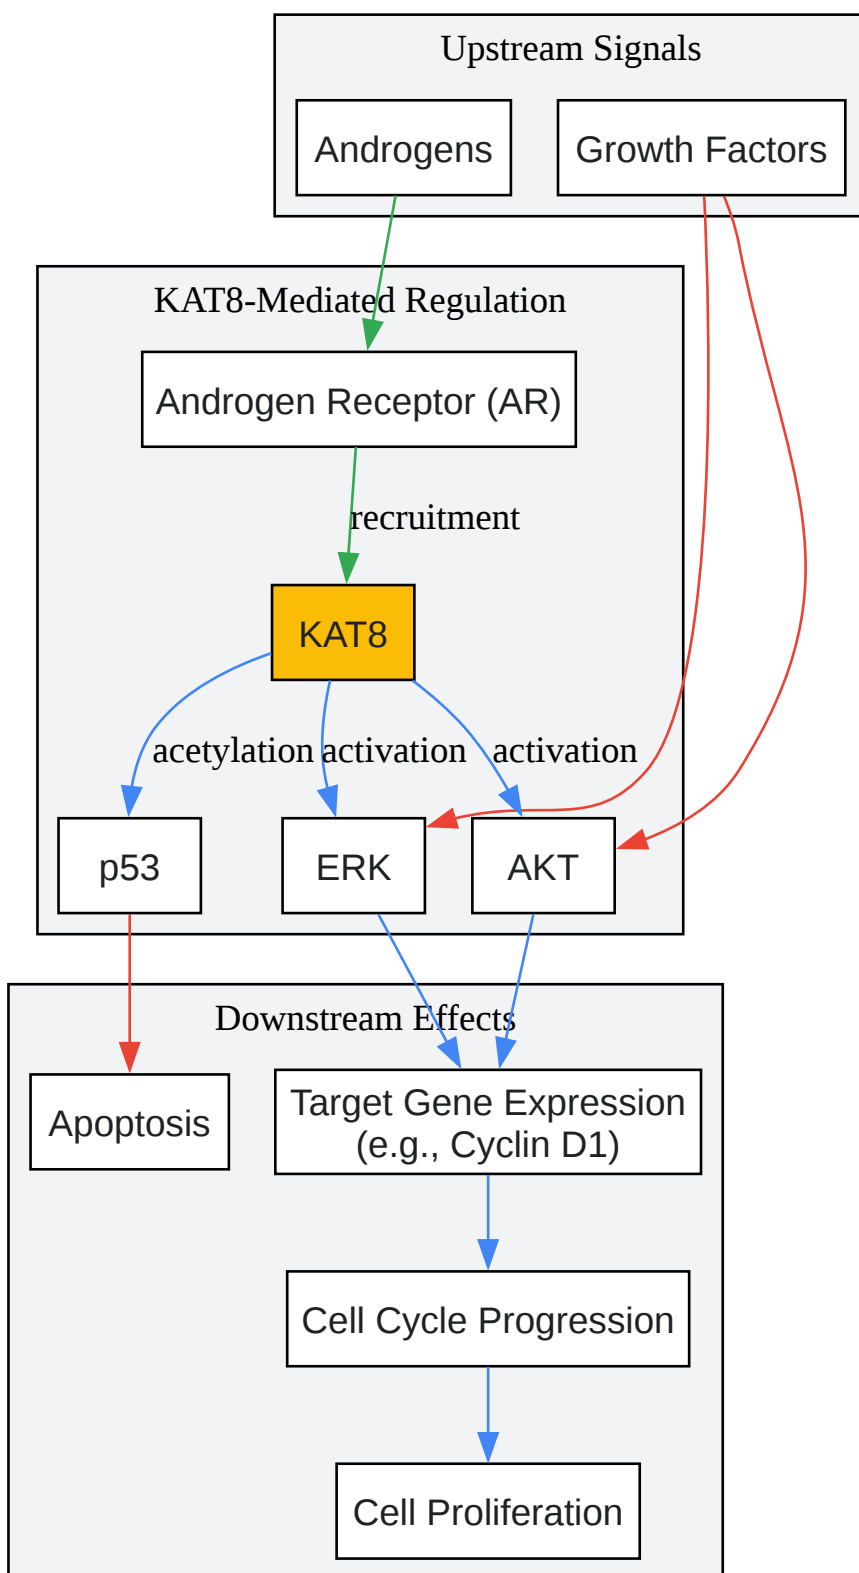 Upstream Signals
Androgens
Growth Factors
KAT8-Mediated Regulation
Androgen Receptor (AR)
recruitment
KAT8
acetylation
activation
activation
p53
ERK
AKT
Downstream Effects
Apoptosis
Target Gene Expression
(e.g., Cyclin D1)
Cell Cycle Progression
Cell Proliferation